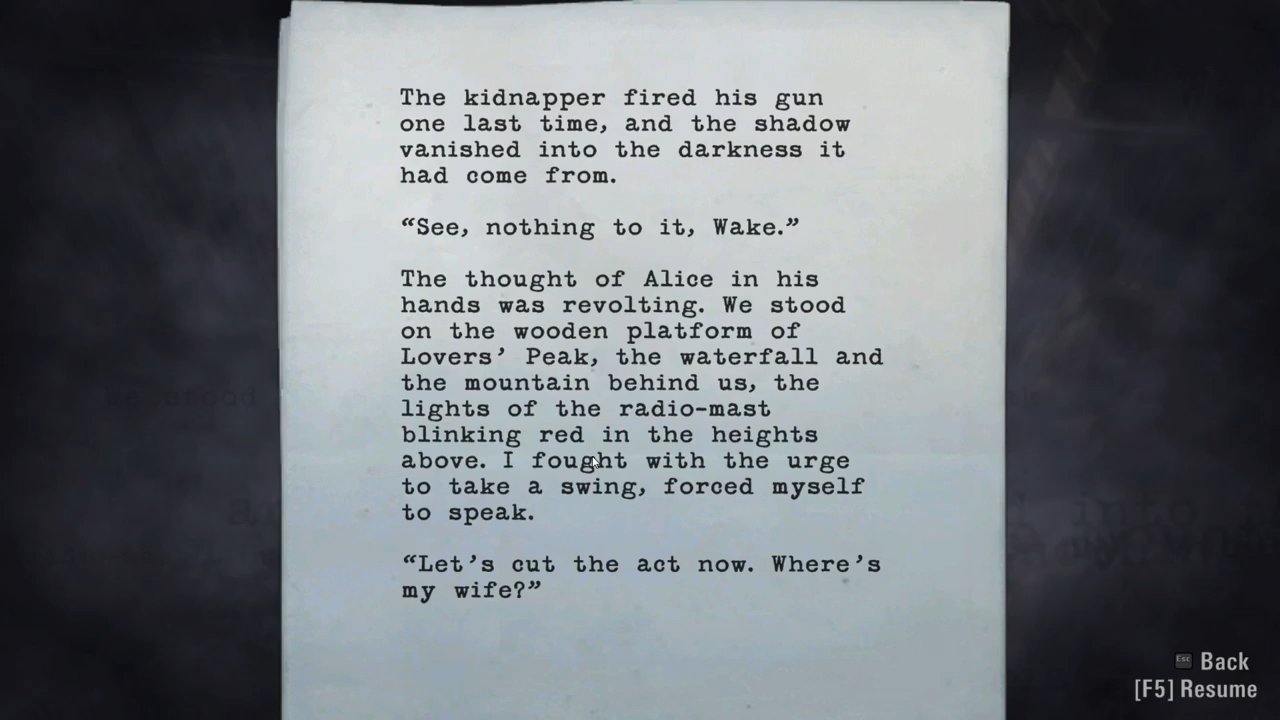 The kidnapper fired his gun
one last time, and the shadow
vanished into the darkness it
had come from.
“See, nothing to it, Wake.”
The thought of Alice in his
hands was revolting. We stood
on the wooden platform of
Lovers’ Peak, the waterfall and
the mountain behind us, the
lights of the radio-mast
blinking red in the heights
above. I fought with the urge
to take a swing, forced myself
to speak.
“Let’s cut the act now. Where’s
my wife?”
Esc Back
[F5] Resume